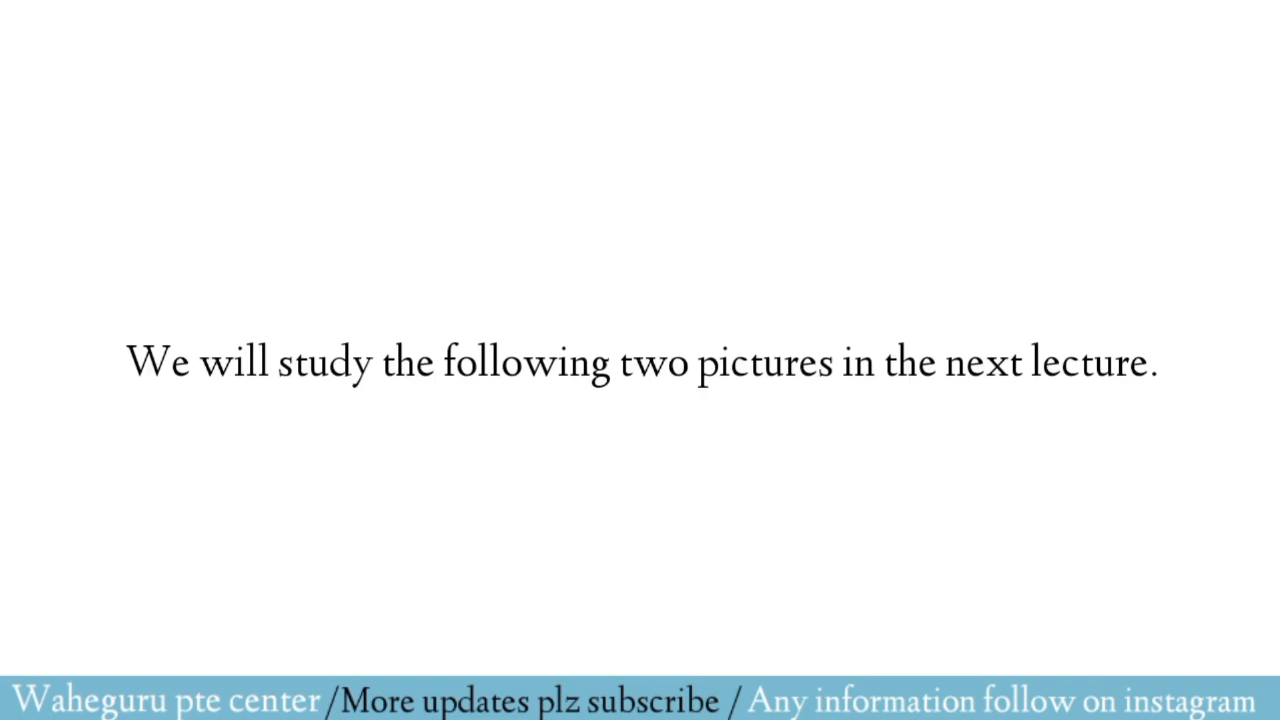 We will study the following two pictures in the next lecture.
Waheguru pte center /More updates plz subscribe / Any information follow on instagram